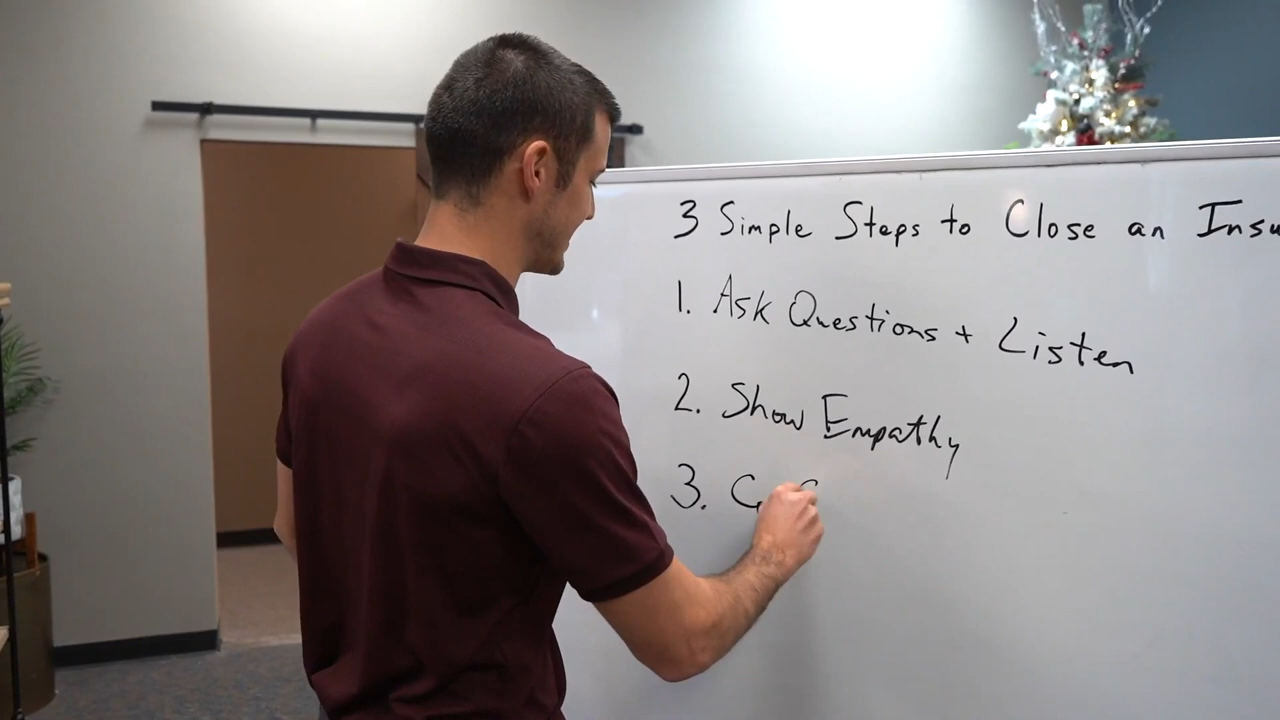 3 Simple Steps to Close an Insu
1. Ask Questions + Listen
2. Show Empathy
3.